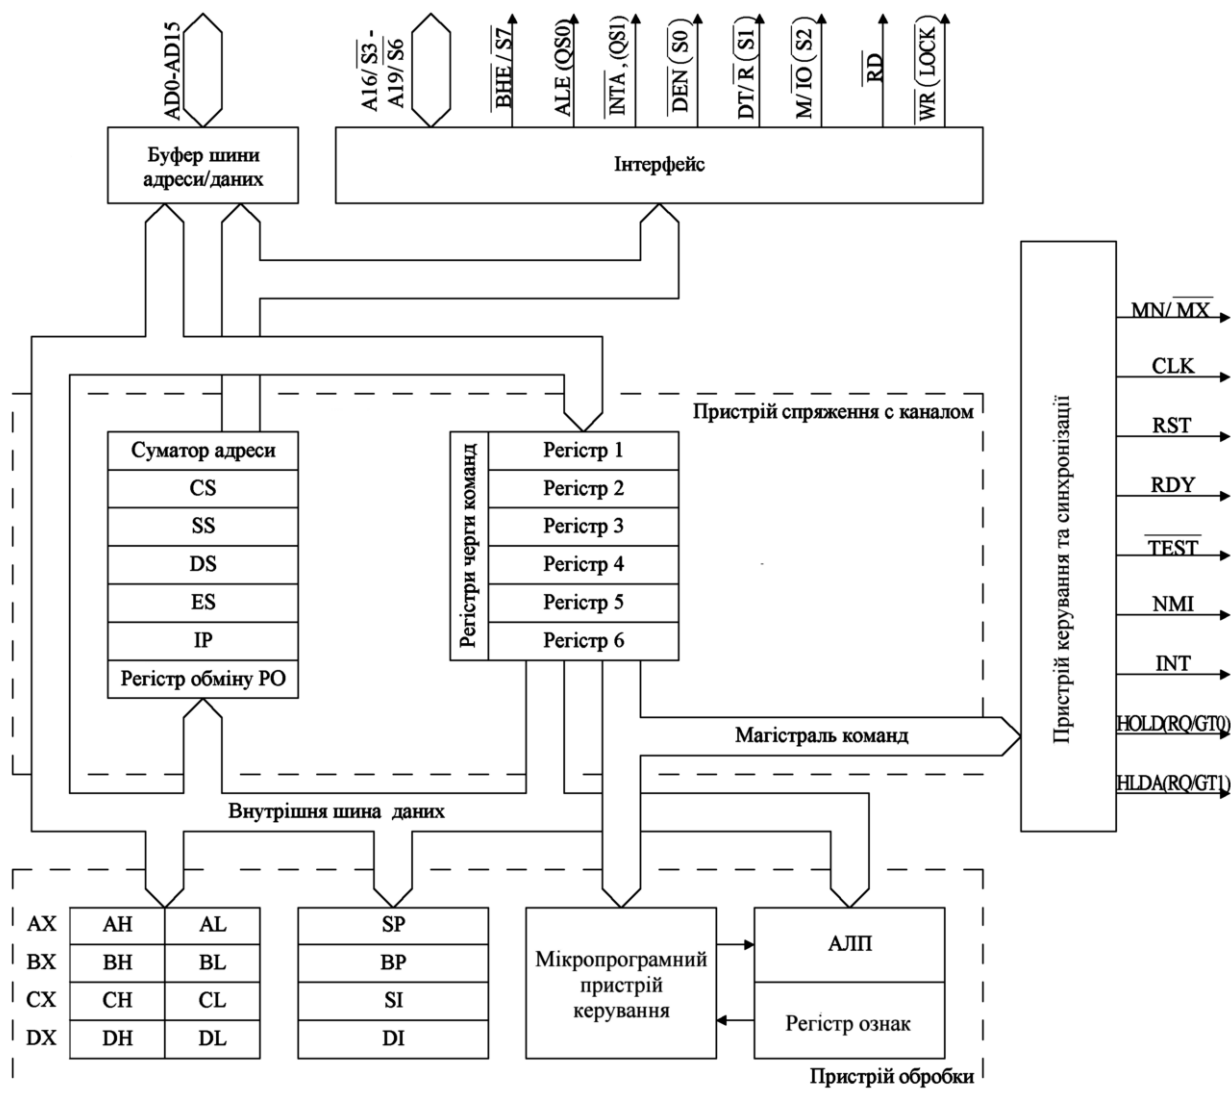 AD0-AD15
A16/ S3 -
A19/ S6
BHE / S7
ALE (QS0)
INTA , (QS1)
DEN ( S0 )
DT/ R ( S1 )
M/ IO ( S2 )
RD
WR ( LOCK )
Буфер шини
адреси/даних
Інтерфейс
MN/ MX
CLK
RST
RDY
TEST
NMI
INT
HOLD(RQ/GT0)
HLDA(RQ/GT1)
Пристрій керування та синхронізації
Пристрій спряження с каналом
Суматор адреси
CS
SS
DS
ES
IP
Регістр обміну РО
Регістри черги команд
Регістр 1
Регістр 2
Регістр 3
Регістр 4
Регістр 5
Регістр 6
Магістраль команд
Внутрішня шина даних
AX AH AL
BX BH BL
CX CH CL
DX DH DL
SP
BP
SI
DI
Мікропрограмний
пристрій
керування
АЛП
Регістр ознак
Пристрій обробки